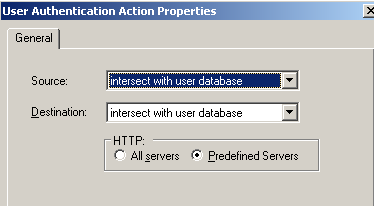 User Authentication Action Properties
General
Source: intersect with user database
Destination: intersect with user database
HTTP:
All servers Predefined Servers